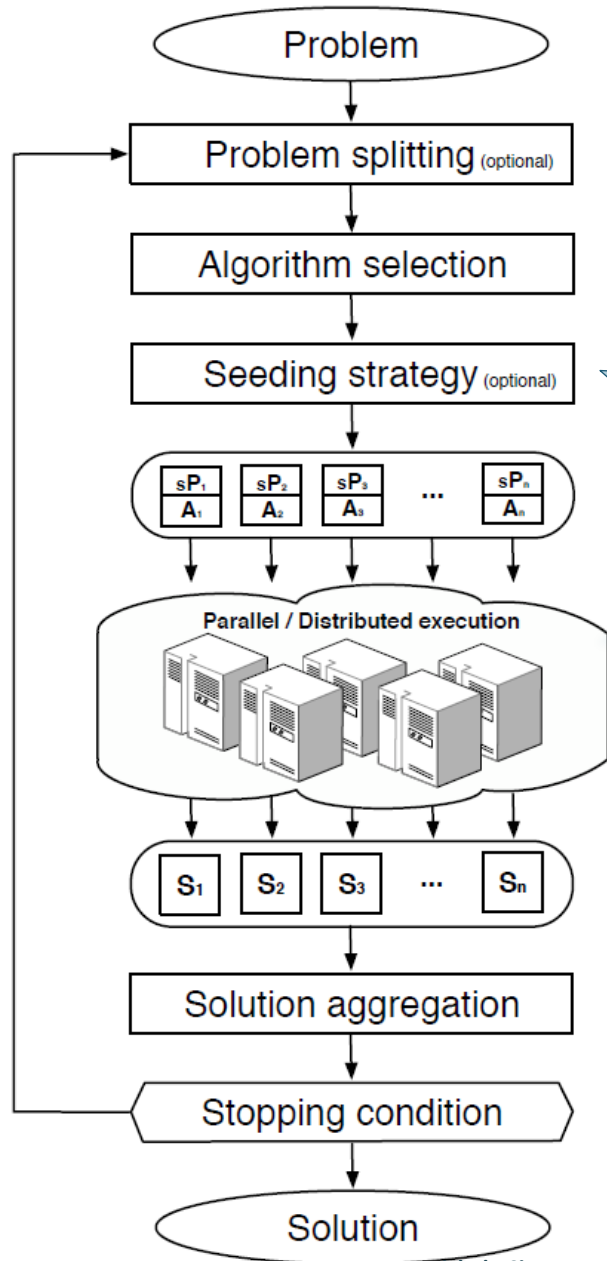 Problem
Problem splitting (optional)
Algorithm selection
Seeding strategy (optional)
sP₁ sP₂ sP₃ ... sPₙ
A₁ A₂ A₃ Aₙ
Parallel / Distributed execution
S₁ S₂ S₃ ... Sₙ
Solution aggregation
Stopping condition
Solution